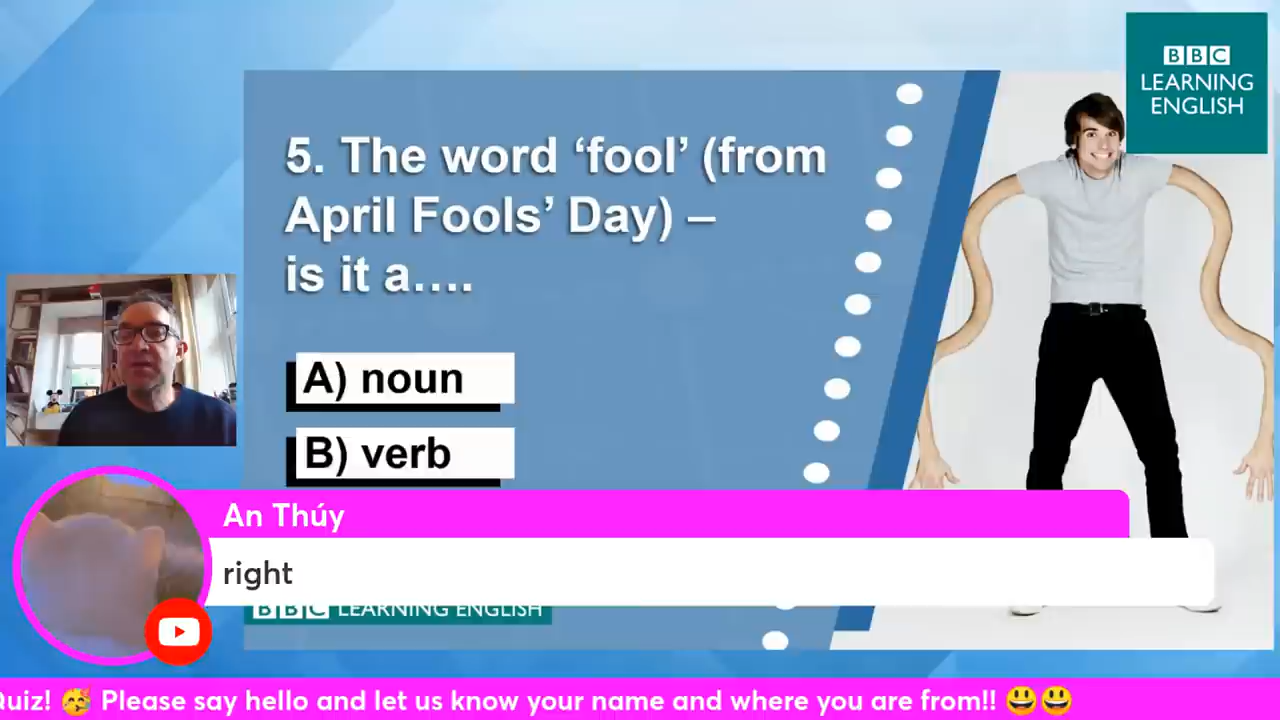 BBC
LEARNING
ENGLISH
5. The word ‘fool’ (from
April Fools’ Day) –
is it a....
A) noun
B) verb
An Thúy
right
BBC LEARNING ENGLISH
Quiz! 🥳 Please say hello and let us know your name and where you are from!! 😃😃